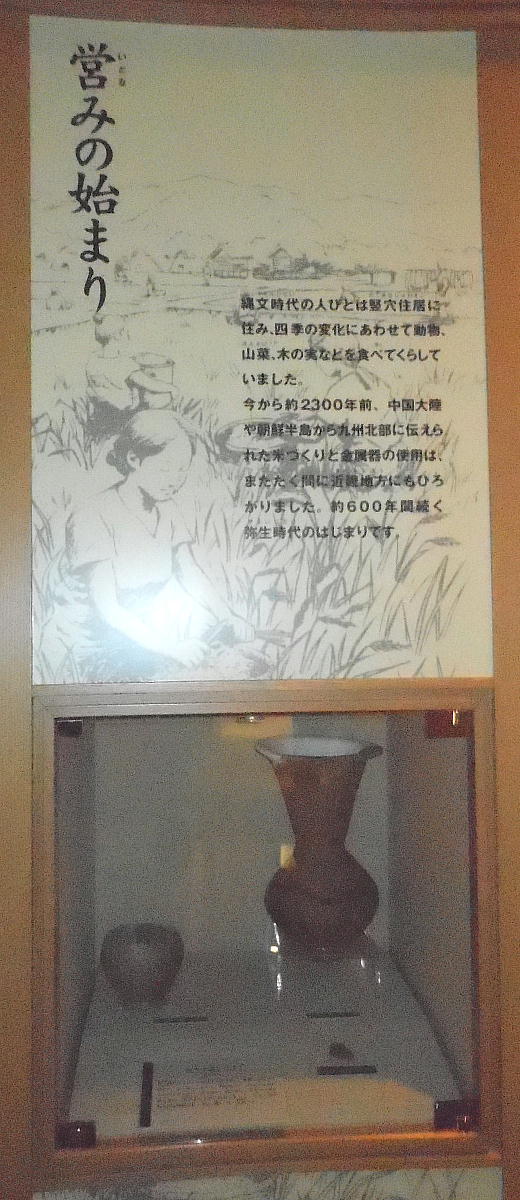 営みの始まり
いとな
縄文時代の人びとは竪穴住居に
住み、四季の変化にあわせて動物、
山菜、木の実などを食べてくらして
いました。
今から約2300年前、中国大陸
や朝鮮半島から九州北部に伝えら
れた米づくりと金属器の使用は、
またたく間に近畿地方にもひろ
がりました。約600年間続く
弥生時代のはじまりです。